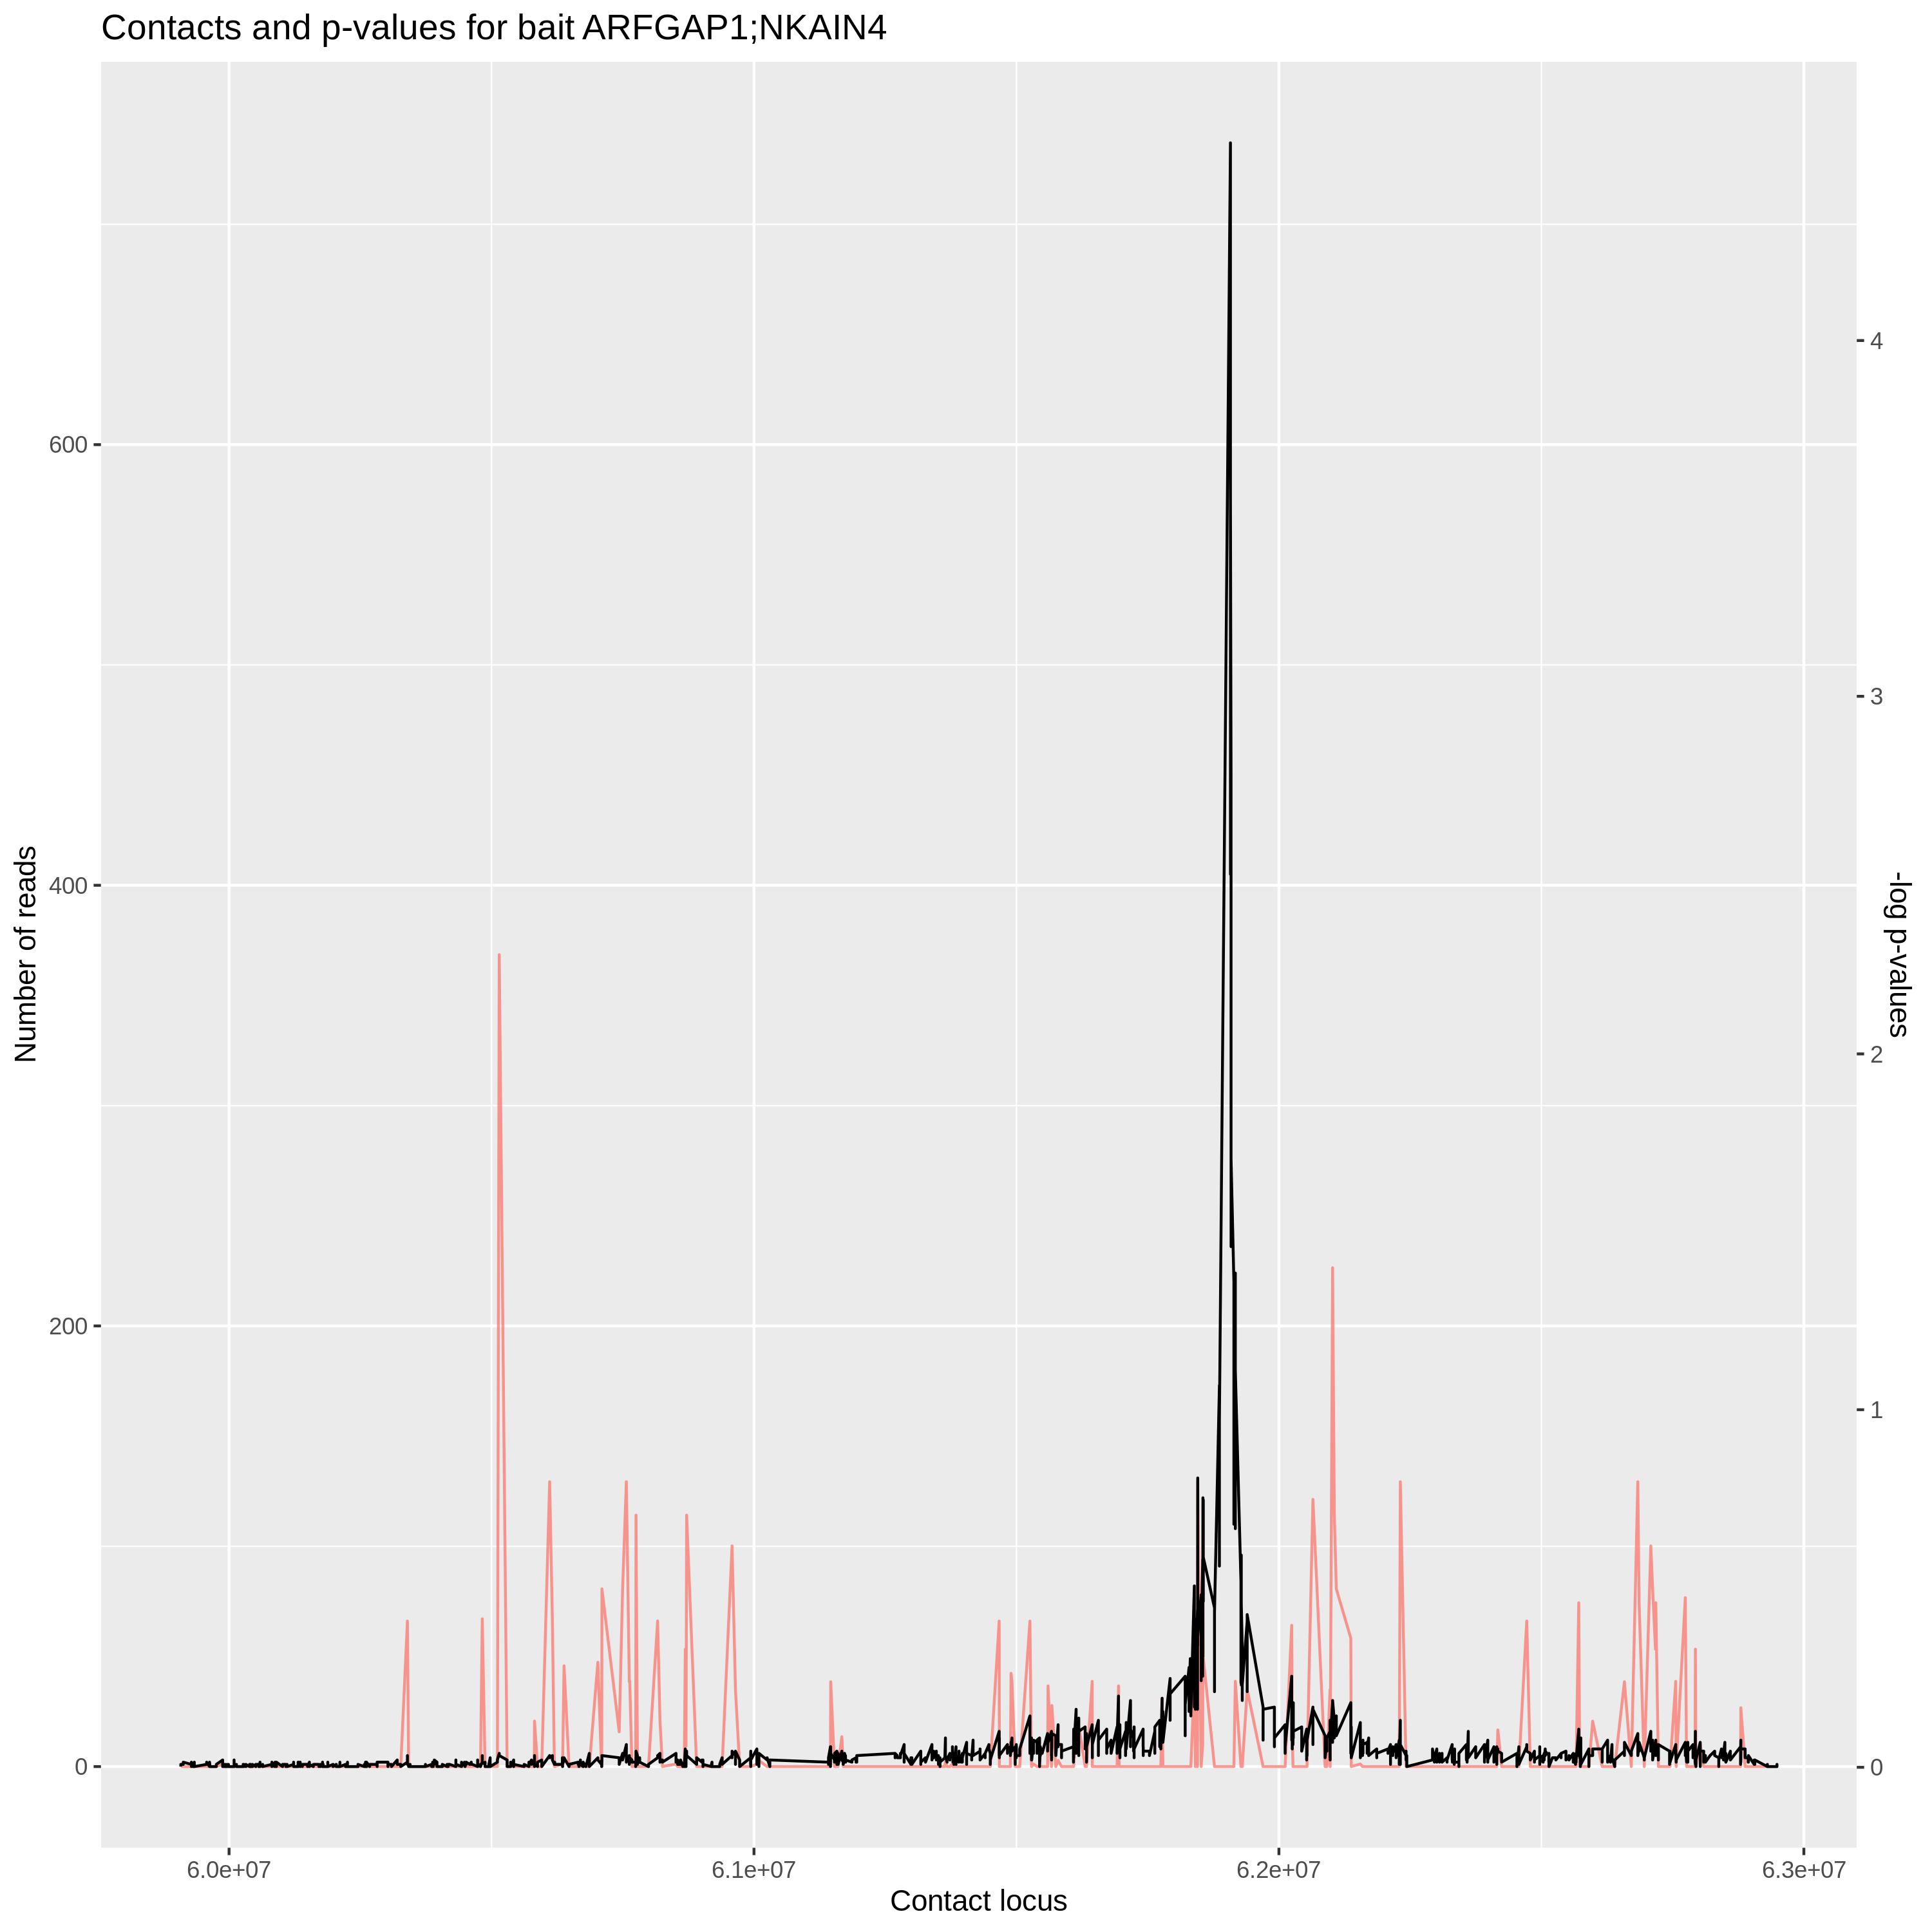 Contacts and p-values for bait ARFGAP1;NKAIN4
600
400
200
0
Number of reads
4
3
2
1
0
-log p-values
6.0e+07
6.1e+07
6.2e+07
6.3e+07
Contact locus